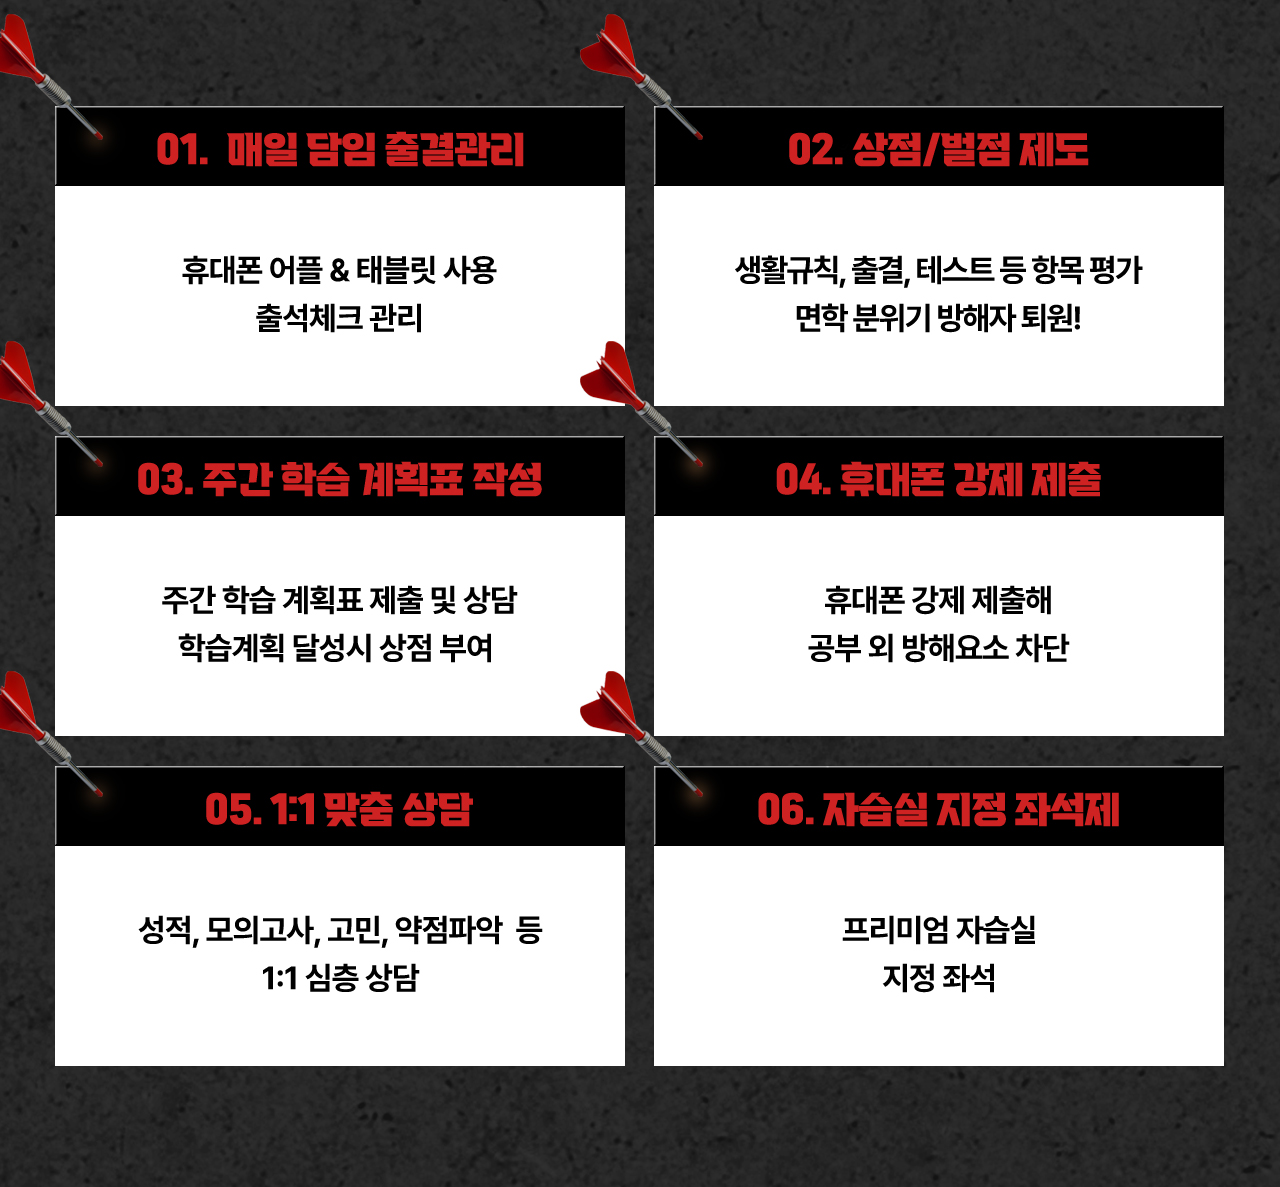 01. 매일 담임 출결관리
휴대폰 어플 & 태블릿 사용
출석체크 관리
02. 상점/벌점 제도
생활규칙, 출결, 테스트 등 항목 평가
면학 분위기 방해자 퇴원!
03. 주간 학습 계획표 작성
주간 학습 계획표 제출 및 상담
학습계획 달성시 상점 부여
04. 휴대폰 강제 제출
휴대폰 강제 제출해
공부 외 방해요소 차단
05. 1:1 맞춤 상담
성적, 모의고사, 고민, 약점파악 등
1:1 심층 상담
06. 자습실 지정 좌석제
프리미엄 자습실
지정 좌석